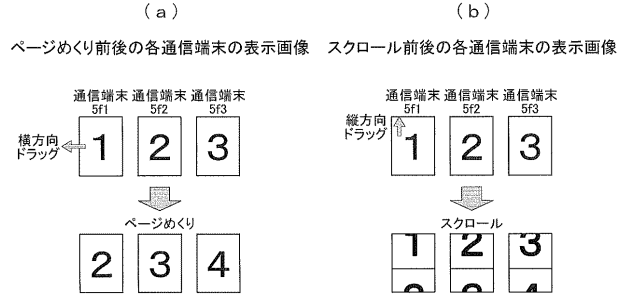 (a)
ページめくり前後の各通信端末の表示画像
通信端末 通信端末 通信端末
5f1 5f2 5f3
横方向
ドラッグ
1 2 3
ページめくり
2 3 4
(b)
スクロール前後の各通信端末の表示画像
通信端末 通信端末 通信端末
5f1 5f2 5f3
縦方向
ドラッグ
1 2 3
スクロール
1 2 3
2 3 4